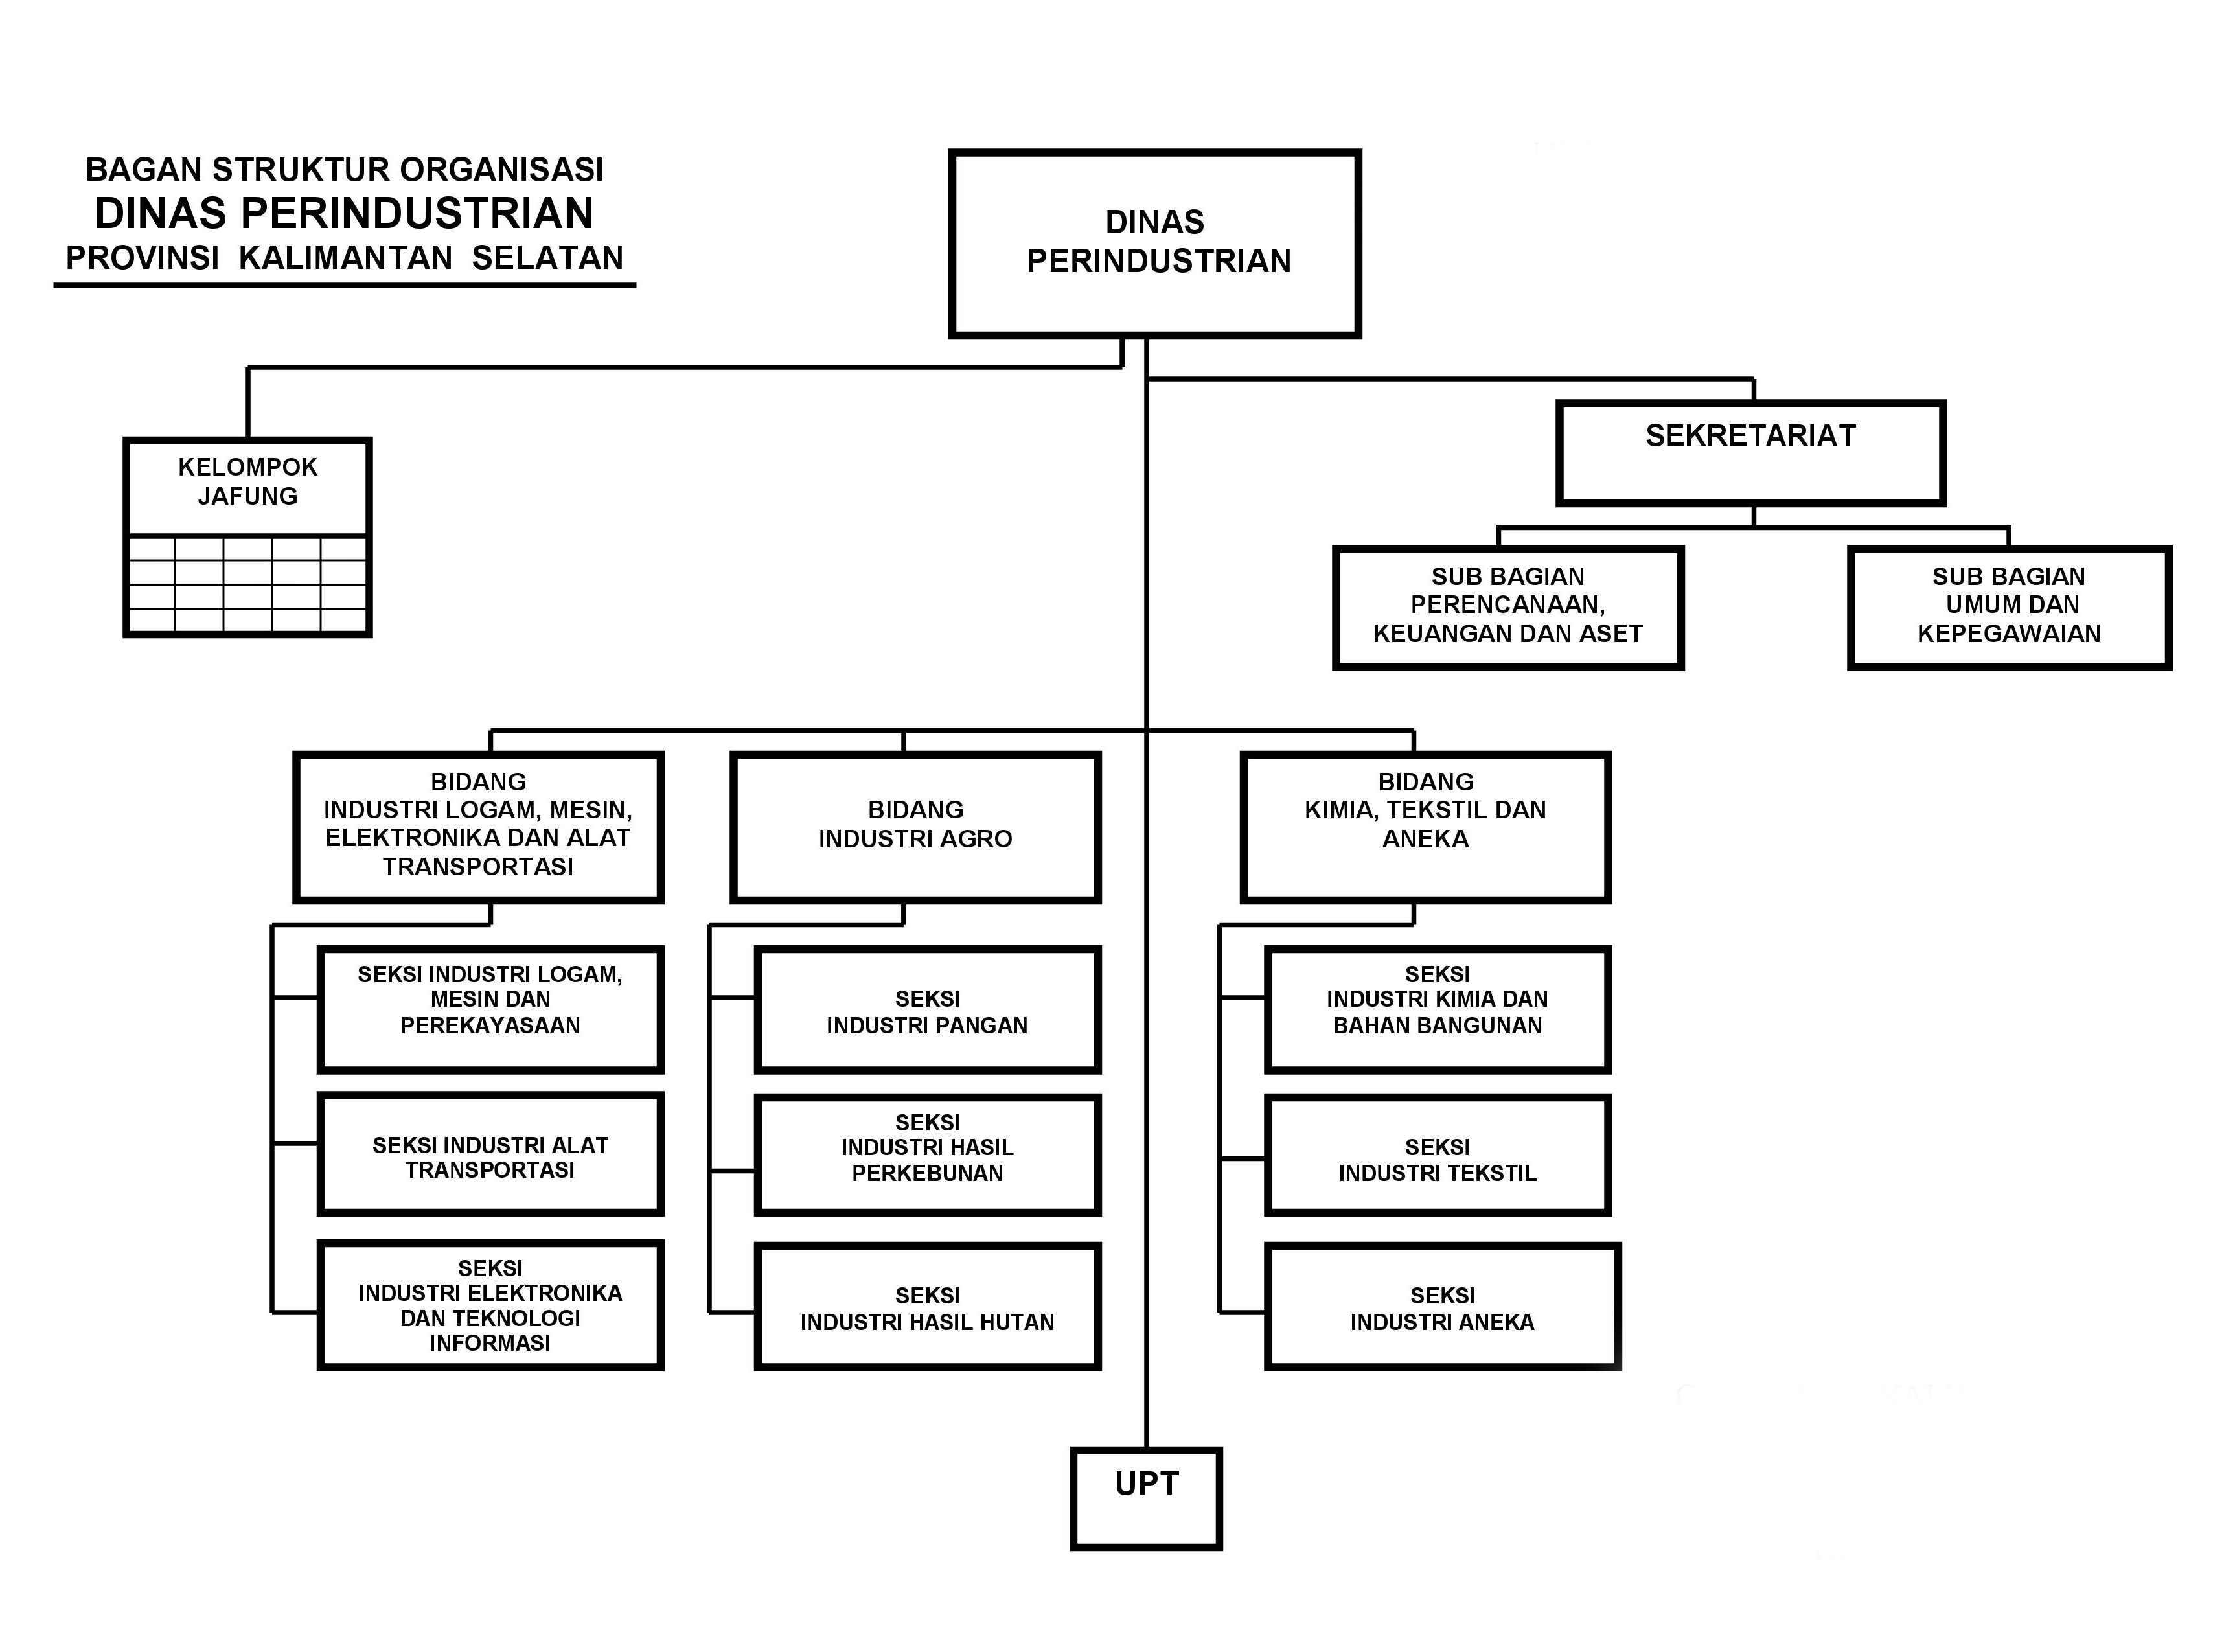 BAGAN STRUKTUR ORGANISASI
DINAS PERINDUSTRIAN
PROVINSI KALIMANTAN SELATAN
DINAS
PERINDUSTRIAN
KELOMPOK
JAFUNG
SEKRETARIAT
SUB BAGIAN
PERENCANAAN,
KEUANGAN DAN ASET
SUB BAGIAN
UMUM DAN
KEPEGAWAIAN
BIDANG
INDUSTRI LOGAM, MESIN,
ELEKTRONIKA DAN ALAT
TRANSPORTASI
BIDANG
INDUSTRI AGRO
BIDANG
KIMIA, TEKSTIL DAN
ANEKA
SEKSI INDUSTRI LOGAM,
MESIN DAN
PEREKAYASAAN
SEKSI
INDUSTRI PANGAN
SEKSI
INDUSTRI KIMIA DAN
BAHAN BANGUNAN
SEKSI INDUSTRI ALAT
TRANSPORTASI
SEKSI
INDUSTRI HASIL
PERKEBUNAN
SEKSI
INDUSTRI TEKSTIL
SEKSI
INDUSTRI ELEKTRONIKA
DAN TEKNOLOGI
INFORMASI
SEKSI
INDUSTRI HASIL HUTAN
SEKSI
INDUSTRI ANEKA
UPT